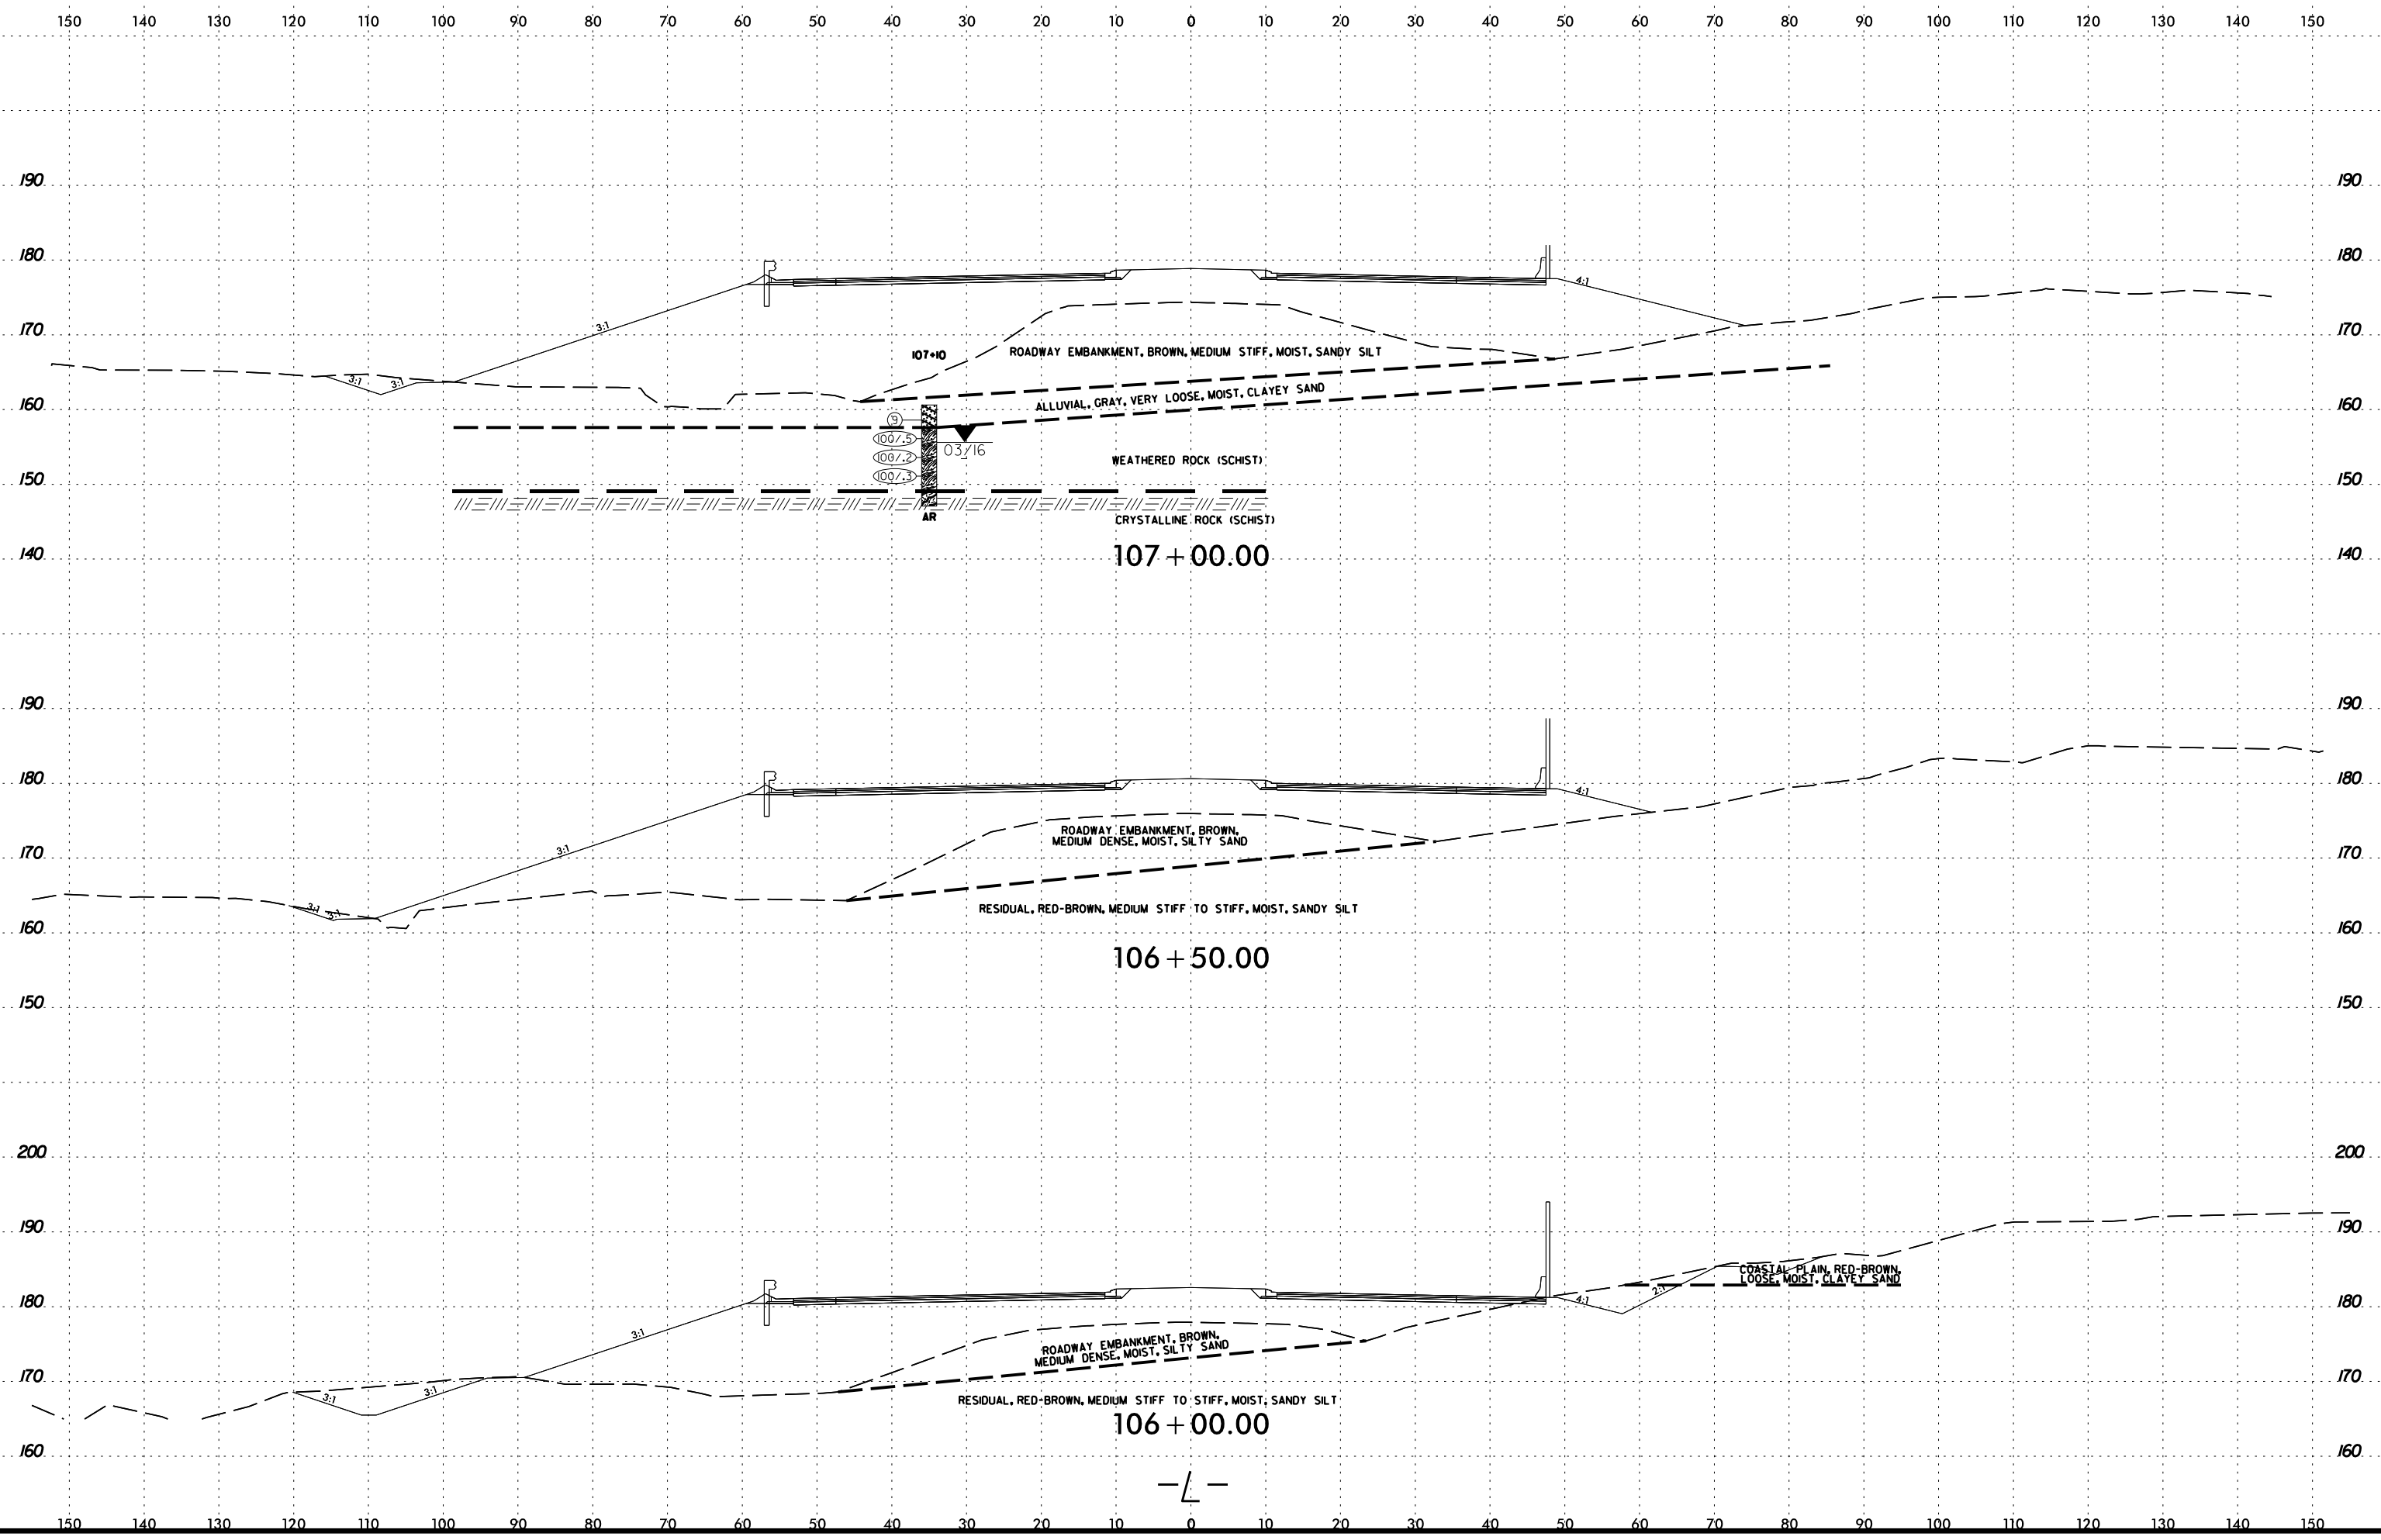 150 140 130 120 110 100 90 80 70 60 50 40 30 20 10 0 10 20 30 40 50 60 70 80 90 100 110 120 130 140 150
190 190
180 180
4:1
170 170
3:1
107+10 ROADWAY EMBANKMENT, BROWN, MEDIUM STIFF, MOIST, SANDY SILT
3:1 3:1
ALLUVIAL, GRAY, VERY LOOSE, MOIST, CLAYEY SAND
160 160
9
100/.5
03/16
100/.2 WEATHERED ROCK (SCHIST)
100/.3
150 150
AR CRYSTALLINE ROCK (SCHIST)
107+00.00
140 140
190 190
180 180
4:1
ROADWAY EMBANKMENT, BROWN,
MEDIUM DENSE, MOIST, SILTY SAND
3:1
170 170
3:1 3:1
RESIDUAL, RED-BROWN, MEDIUM STIFF TO STIFF, MOIST, SANDY SILT
160 160
106+50.00
150 150
200 200
190 190
COASTAL PLAIN, RED-BROWN,
LOOSE, MOIST, CLAYEY SAND
4:1 2:1
180 180
3:1
ROADWAY EMBANKMENT, BROWN,
MEDIUM DENSE, MOIST, SILTY SAND
170 170
3:1 3:1
RESIDUAL, RED-BROWN, MEDIUM STIFF TO STIFF, MOIST, SANDY SILT
106+00.00
160 160
-L-
150 140 130 120 110 100 90 80 70 60 50 40 30 20 10 0 10 20 30 40 50 60 70 80 90 100 110 120 130 140 150